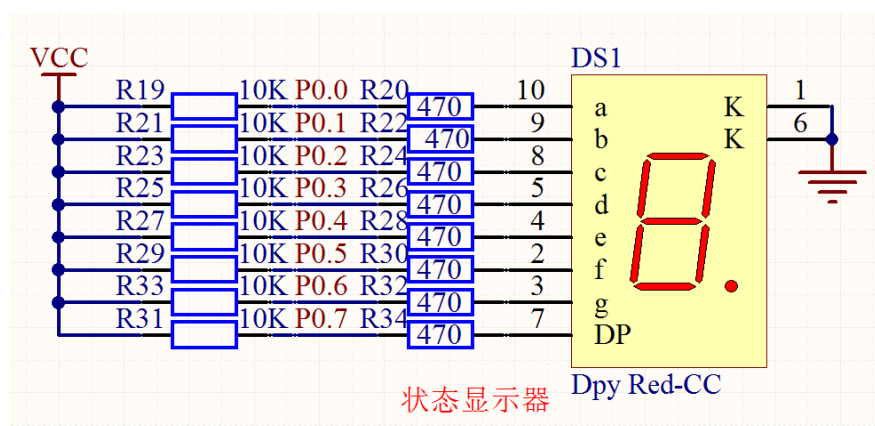 VCC DS1
R19 10K P0.0 R20 470 10 a K 1
R21 10K P0.1 R22 470 9 b K 6
R23 10K P0.2 R24 470 8 c
R25 10K P0.3 R26 470 5 d
R27 10K P0.4 R28 470 4 e
R29 10K P0.5 R30 470 2 f
R33 10K P0.6 R32 470 3 g
R31 10K P0.7 R34 470 7 DP
状态显示器 Dpy Red-CC